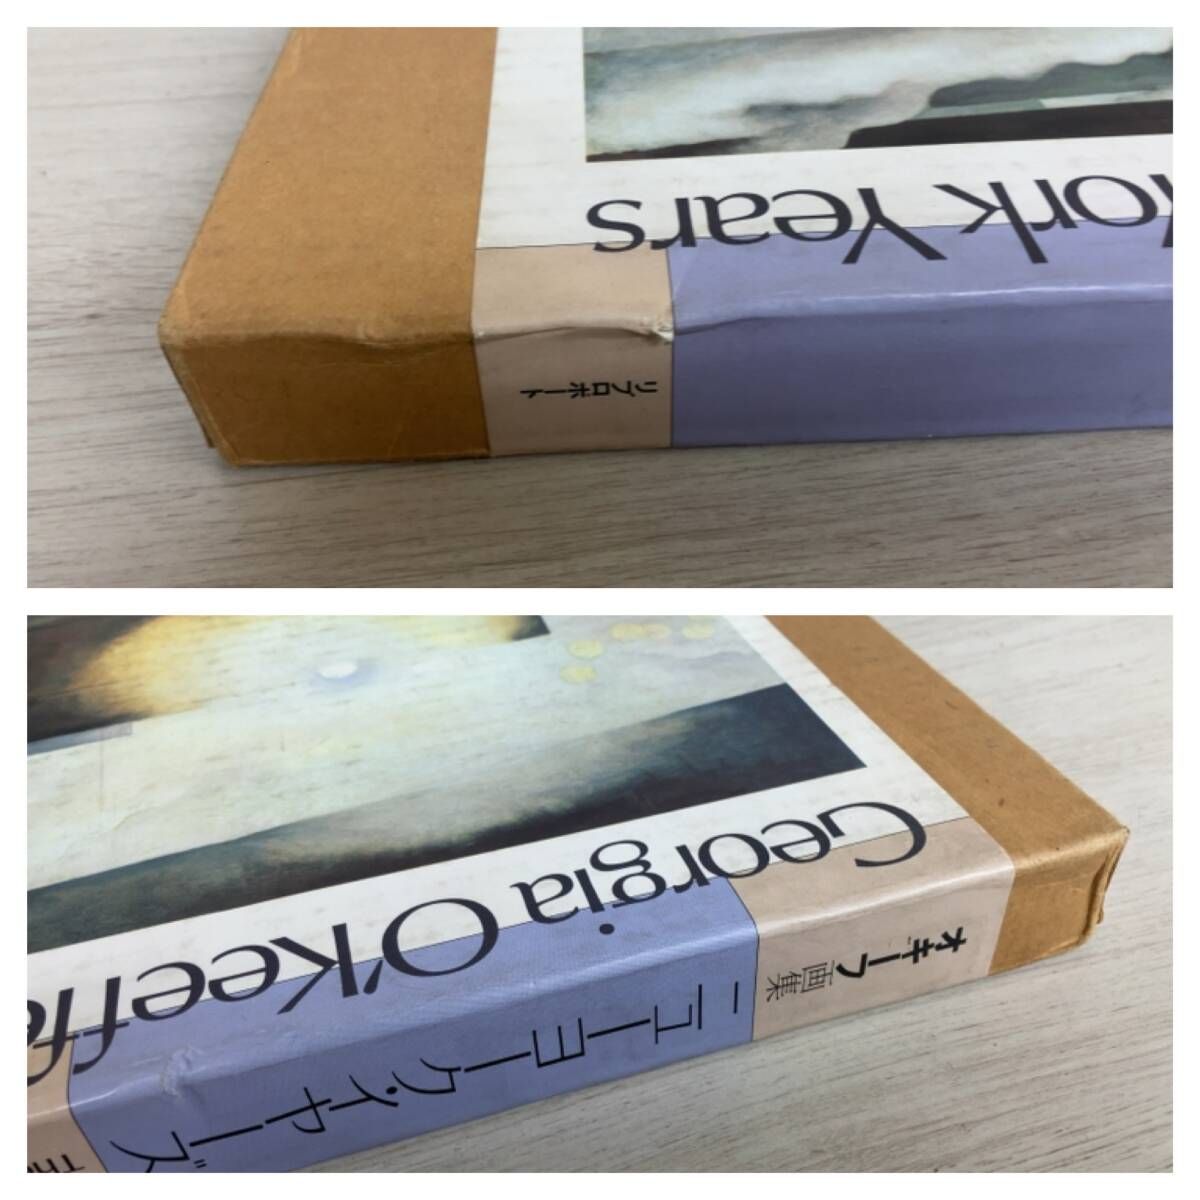 York Years
リブロポート
Georgia O'Keeffe
オキーフ画集
ニューヨーク・イヤーズ
The